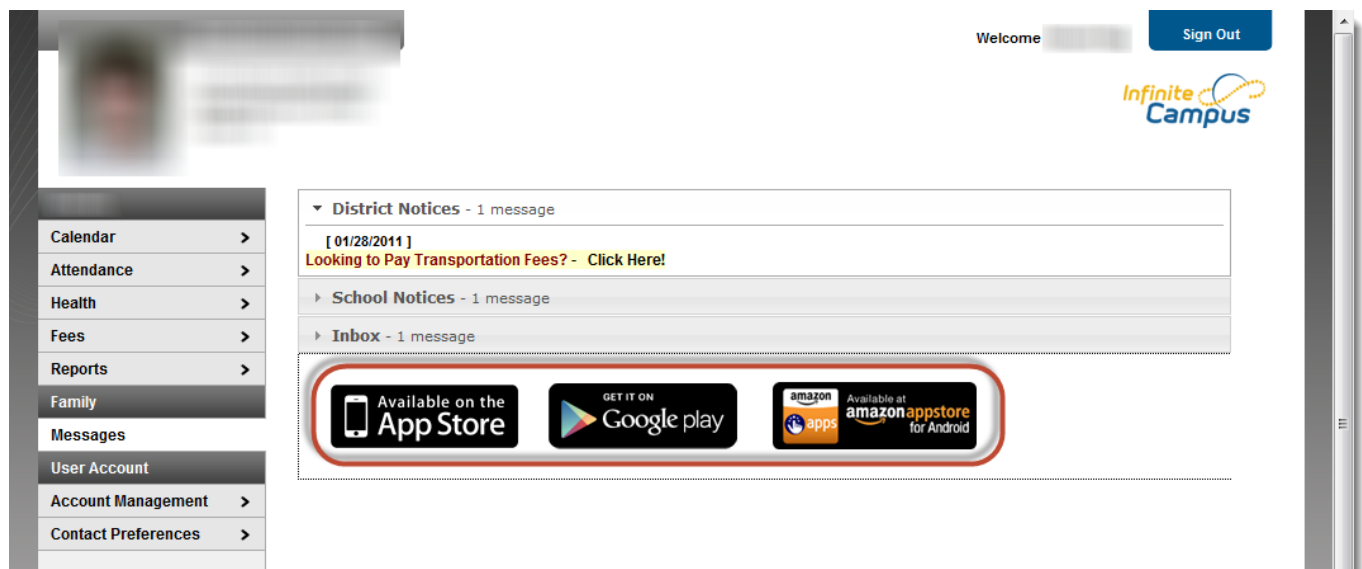 Welcome
Sign Out
Infinite
Campus
Calendar
Attendance
Health
Fees
Reports
Family
Messages
User Account
Account Management
Contact Preferences
District Notices - 1 message
[ 01/28/2011 ]
Looking to Pay Transportation Fees? - Click Here!
School Notices - 1 message
Inbox - 1 message
Available on the
App Store
GET IT ON
Google play
amazon
apps
Available at
amazon appstore
for Android